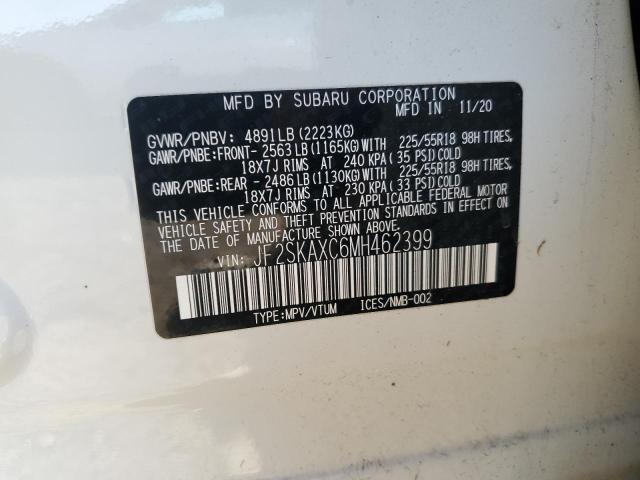 MFD BY SUBARU CORPORATION
MFD IN 11/20
GVWR/PNBV: 4891LB(2223KG)
GAWR/PNBE:FRONT- 2563LB(1165KG)WITH 225/55R18 98H TIRES,
18X7J RIMS AT 240 KPA(35 PSI)COLD
GAWR/PNBE:REAR - 2486LB(1130KG)WITH 225/55R18 98H TIRES,
18X7J RIMS AT 230 KPA(33 PSI)COLD
THIS VEHICLE CONFORMS TO ALL APPLICABLE FEDERAL MOTOR
VEHICLE SAFETY AND THEFT PREVENTION STANDARDS IN EFFECT
ON THE DATE OF MANUFACTURE SHOWN ABOVE.
VIN: JF2SKAXC6MH462399
TYPE:MPV/VTUM ICES/NMB-002